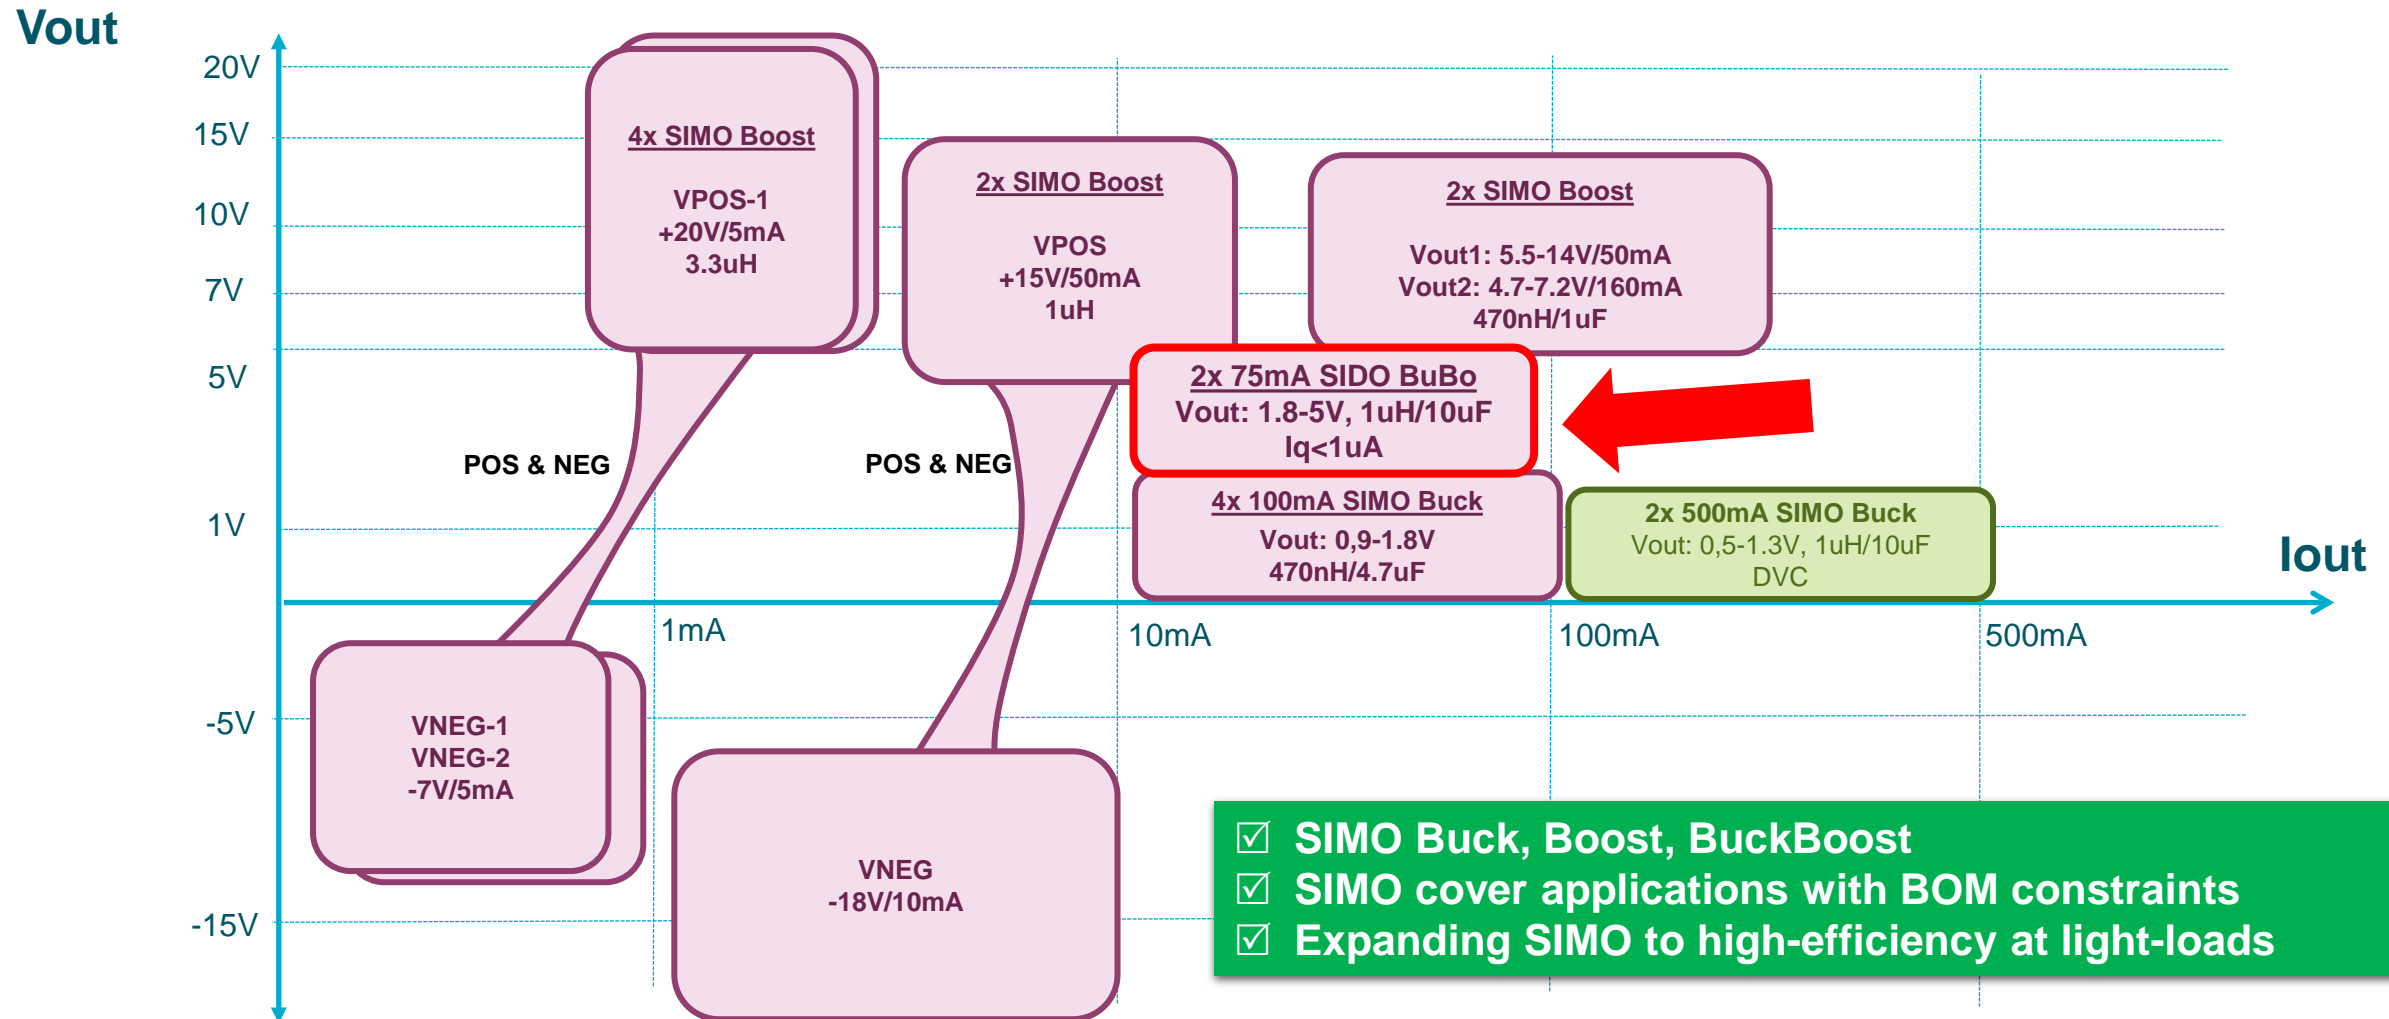 Vout
20V
15V
10V
7V
5V
1V
-5V
-15V
4x SIMO Boost
VPOS-1
+20V/5mA
3.3uH
2x SIMO Boost
VPOS
+15V/50mA
1uH
2x SIMO Boost
Vout1: 5.5-14V/50mA
Vout2: 4.7-7.2V/160mA
470nH/1uF
2x 75mA SIDO BuBo
Vout: 1.8-5V, 1uH/10uF
Iq<1uA
POS & NEG
POS & NEG
4x 100mA SIMO Buck
Vout: 0,9-1.8V
470nH/4.7uF
2x 500mA SIMO Buck
Vout: 0,5-1.3V, 1uH/10uF
DVC
Iout
1mA
10mA
100mA
500mA
VNEG-1
VNEG-2
-7V/5mA
VNEG
-18V/10mA
☑ SIMO Buck, Boost, BuckBoost
☑ SIMO cover applications with BOM constraints
☑ Expanding SIMO to high-efficiency at light-loads